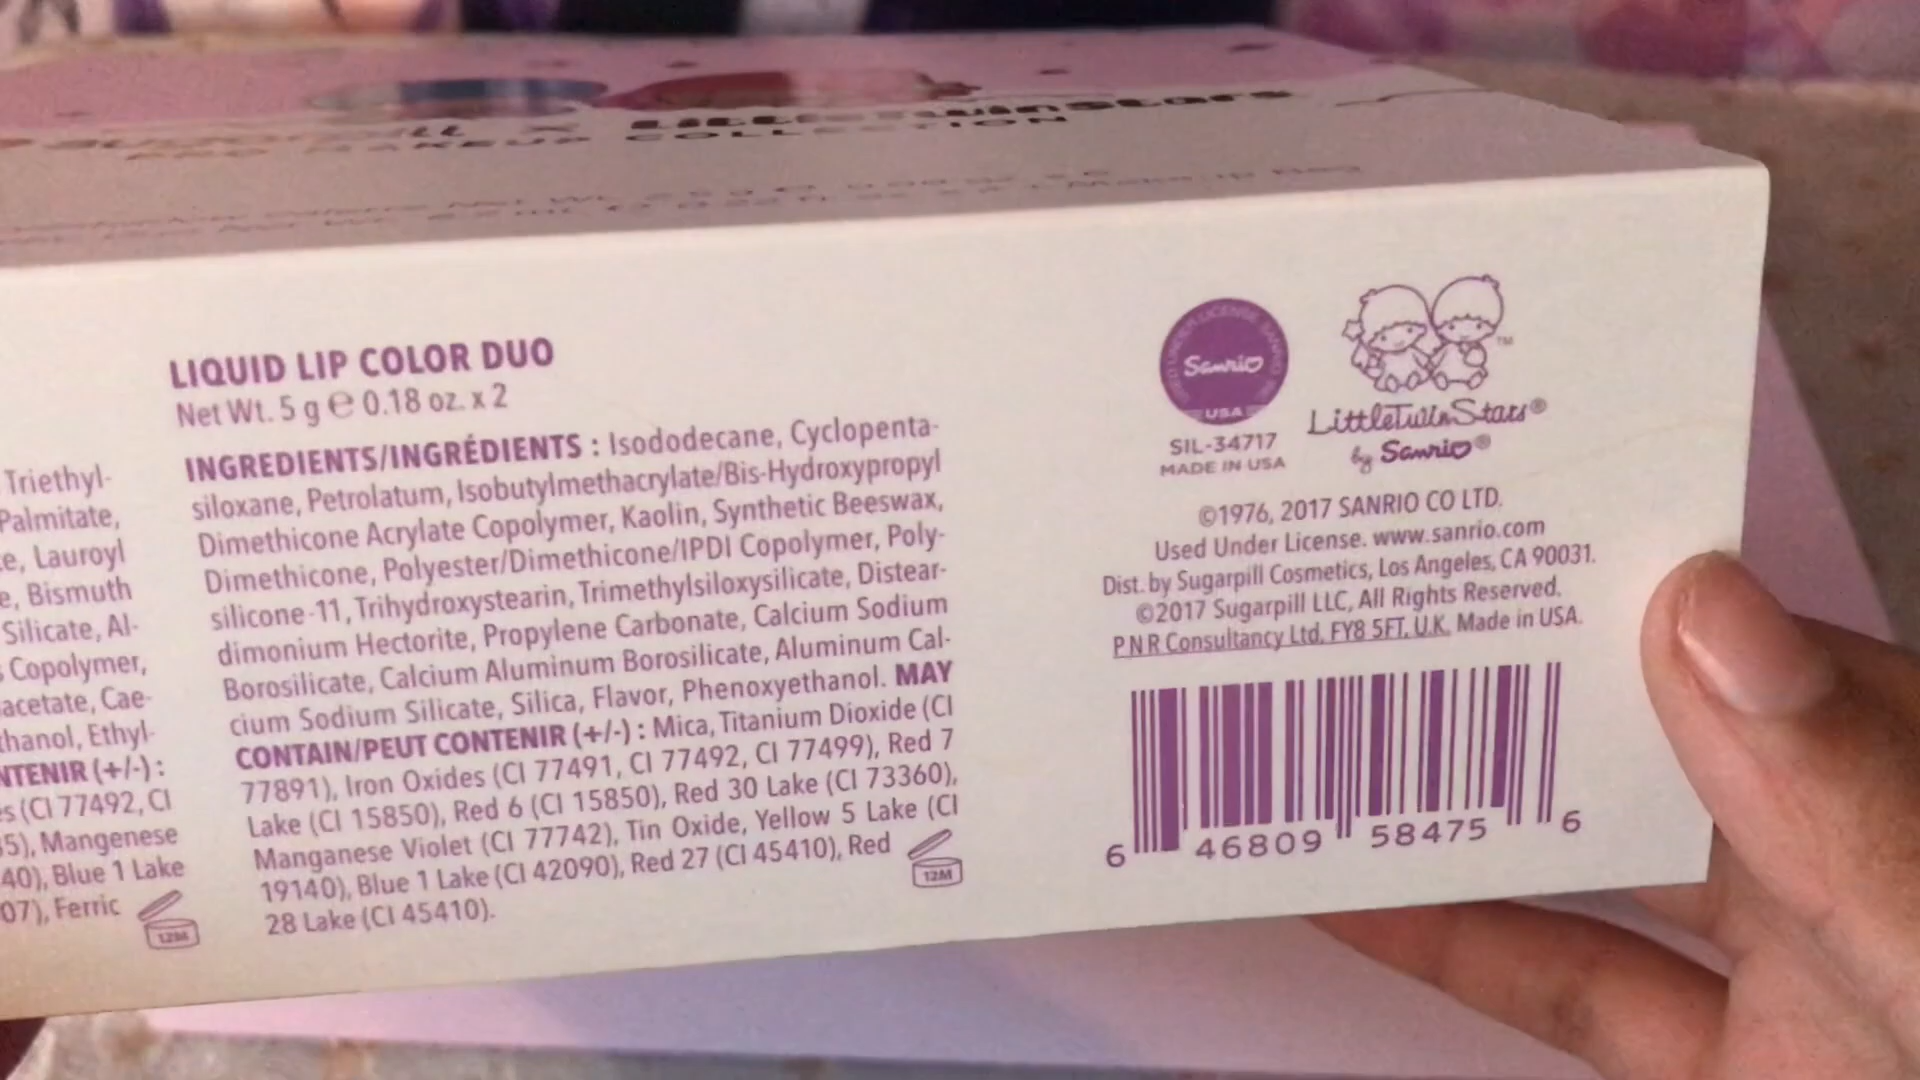 sugarpill x LittleTwinStars
PRO MAKEUP COLLECTION
Triethyl-
Palmitate,
Lauroyl
Bismuth
Silicate, Al-
Copolymer,
Cae-
Ethyl-
(+/-) :
(CI 77492, CI
Mangenese
Blue 1 Lake
Ferric
12M
LIQUID LIP COLOR DUO
Net Wt. 5 g ℮ 0.18 oz. x 2
INGREDIENTS/INGRÉDIENTS : Isododecane, Cyclopenta-
siloxane, Petrolatum, Isobutylmethacrylate/Bis-Hydroxypropyl
Dimethicone Acrylate Copolymer, Kaolin, Synthetic Beeswax,
Dimethicone, Polyester/Dimethicone/IPDI Copolymer, Poly-
silicone-11, Trihydroxystearin, Trimethylsiloxysilicate, Distear-
dimonium Hectorite, Propylene Carbonate, Calcium Sodium
Borosilicate, Calcium Aluminum Borosilicate, Aluminum Cal-
cium Sodium Silicate, Silica, Flavor, Phenoxyethanol. MAY
CONTAIN/PEUT CONTENIR (+/-) : Mica, Titanium Dioxide (CI
77891), Iron Oxides (CI 77491, CI 77492, CI 77499), Red 7
Lake (CI 15850), Red 6 (CI 15850), Red 30 Lake (CI 73360),
Manganese Violet (CI 77742), Tin Oxide, Yellow 5 Lake (CI
19140), Blue 1 Lake (CI 42090), Red 27 (CI 45410), Red
28 Lake (CI 45410).
12M
UNDER LICENSE SANRIO
Sanrio
USA
SIL-34717
MADE IN USA
TM
LittleTwinStars®
by Sanrio®
©1976, 2017 SANRIO CO LTD.
Used Under License. www.sanrio.com
Dist. by Sugarpill Cosmetics, Los Angeles, CA 90031.
©2017 Sugarpill LLC, All Rights Reserved.
P N R Consultancy Ltd, FY8 5FT, U.K. Made in USA.
6 46809 58475 6